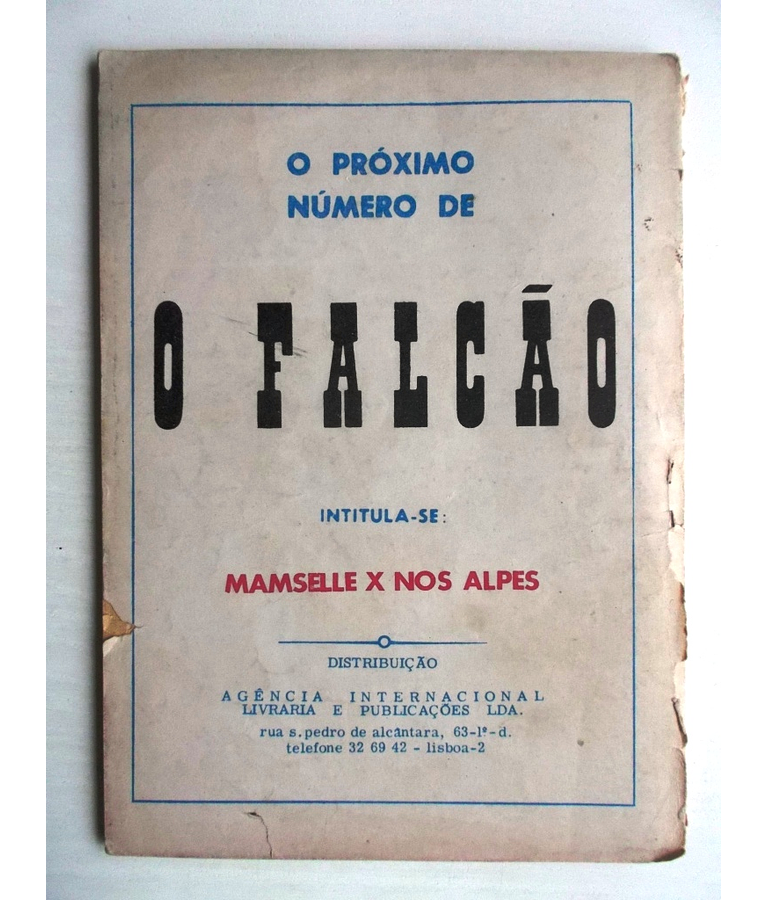 O PRÓXIMO
NÚMERO DE
O FALCÃO
INTITULA-SE:
MAMSELLE X NOS ALPES
DISTRIBUIÇÃO
AGÊNCIA INTERNACIONAL
LIVRARIA E PUBLICAÇÕES LDA.
rua s.pedro de alcântara, 63-1º-d.
telefone 32 69 42 - lisboa-2